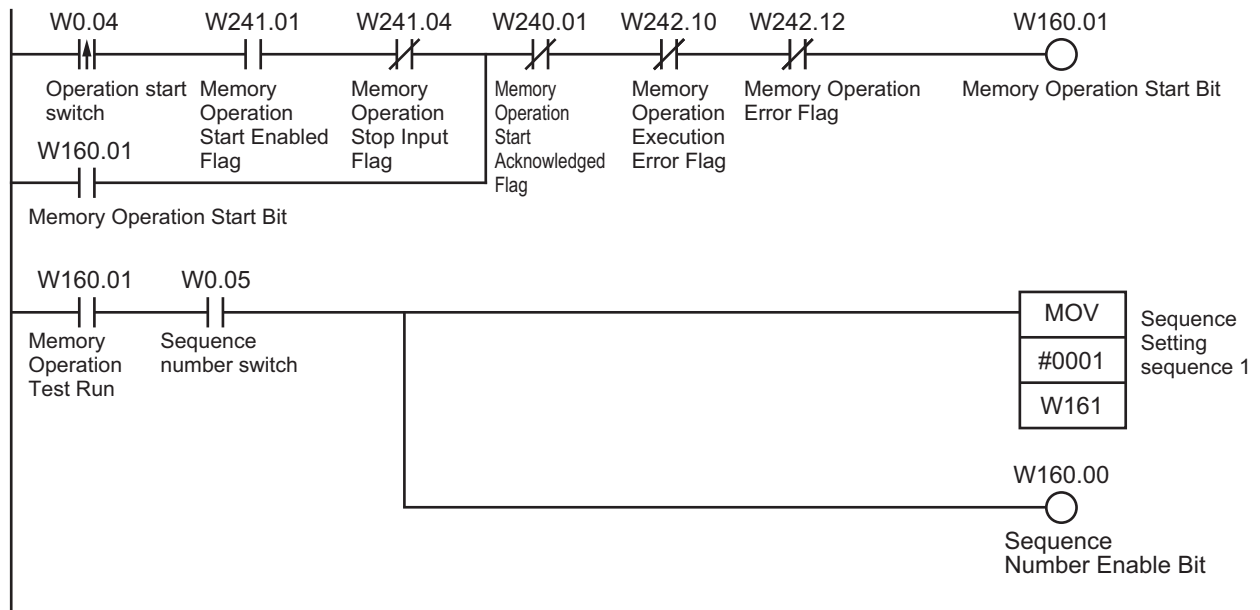 W0.04 W241.01 W241.04 W240.01 W242.10 W242.12 W160.01
Operation start
switch
Memory
Operation
Start Enabled
Flag
Memory
Operation
Stop Input
Flag
Memory
Operation
Start
Acknowledged
Flag
Memory
Operation
Execution
Error Flag
Memory Operation
Error Flag
Memory Operation Start Bit
W160.01
Memory Operation Start Bit
W160.01 W0.05
Memory
Operation
Test Run
Sequence
number switch
MOV
#0001
W161
Sequence
Setting
sequence 1
W160.00
Sequence
Number Enable Bit